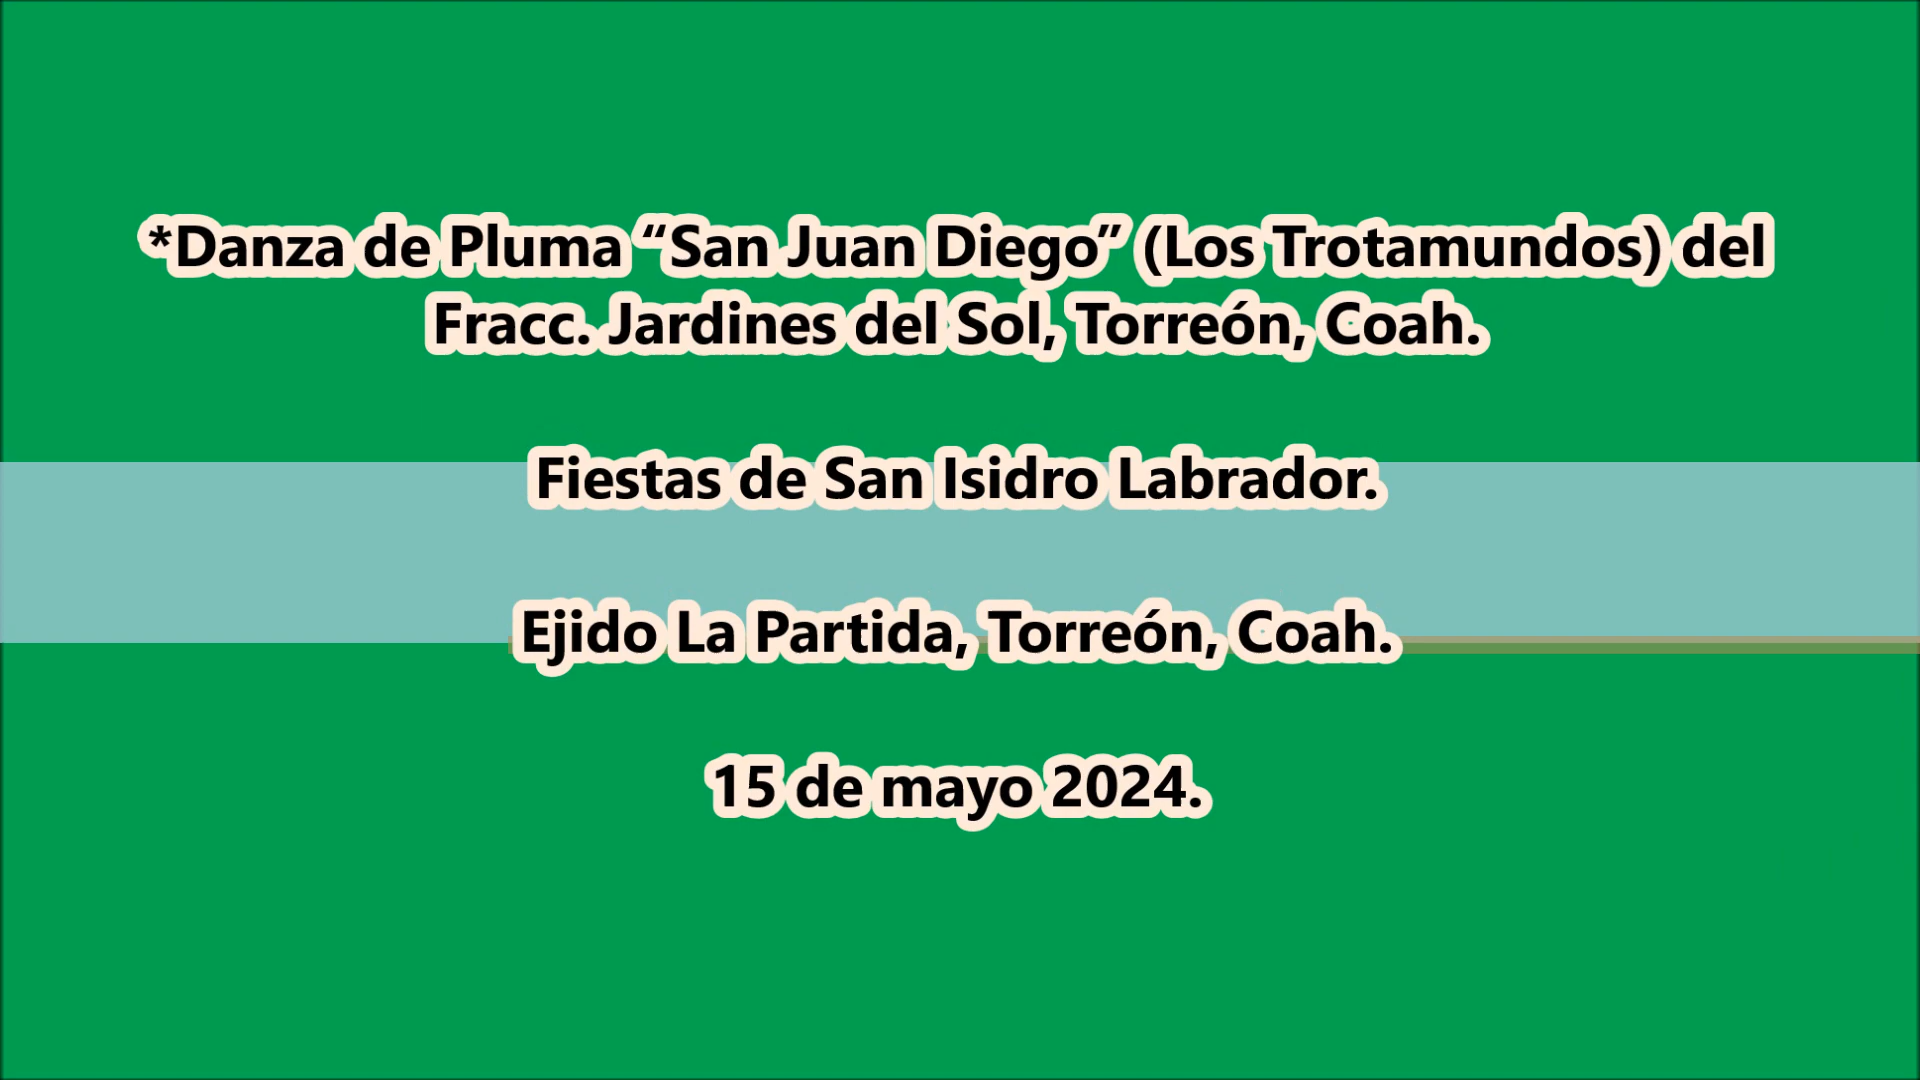 *Danza de Pluma “San Juan Diego” (Los Trotamundos) del
Fracc. Jardines del Sol, Torreón, Coah.
Fiestas de San Isidro Labrador.
Ejido La Partida, Torreón, Coah.
15 de mayo 2024.